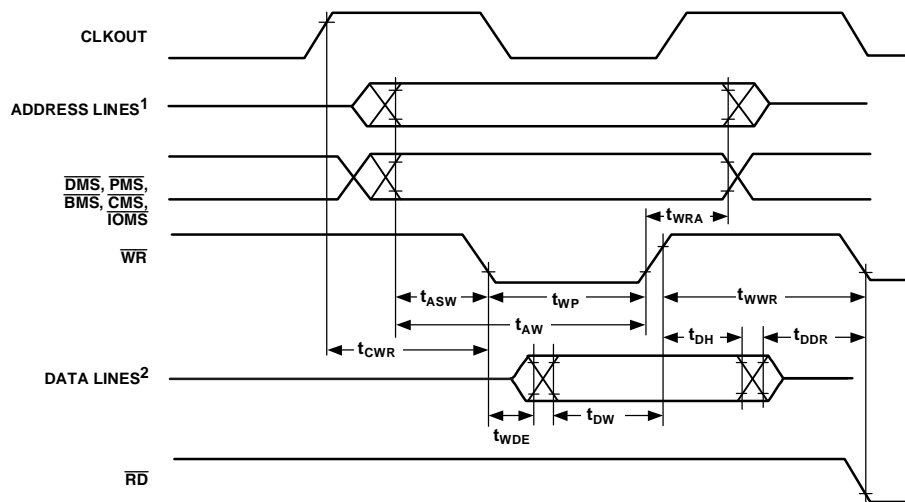 CLKOUT
ADDRESS LINES¹
DMS, PMS,
BMS, CMS,
IOMS
tWRA
WR
tASW
tWP
tWWR
tAW
tCWR
tDH
tDDR
DATA LINES²
tWDE
tDW
RD